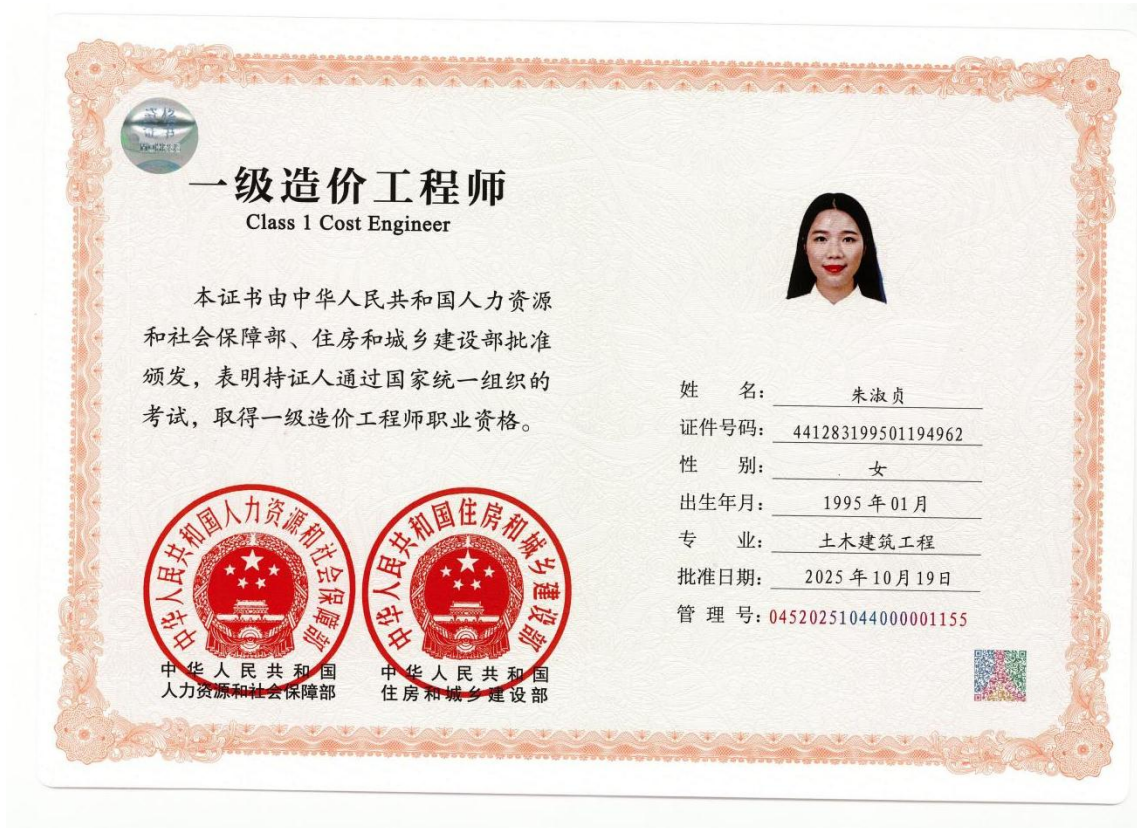 资格
证书
一级造价工程师
Class 1 Cost Engineer
本证书由中华人民共和国人力资源
和社会保障部、住房和城乡建设部批准
颁发，表明持证人通过国家统一组织的
考试，取得一级造价工程师职业资格。
中华人民共和国人力资源和社会保障部
中华人民共和国
人力资源和社会保障部
中华人民共和国住房和城乡建设部
中华人民共和国
住房和城乡建设部
姓 名：朱淑贞
证件号码：441283199501194962
性 别：女
出生年月：1995年01月
专 业：土木建筑工程
批准日期：2025年10月19日
管 理 号：04520251044000001155